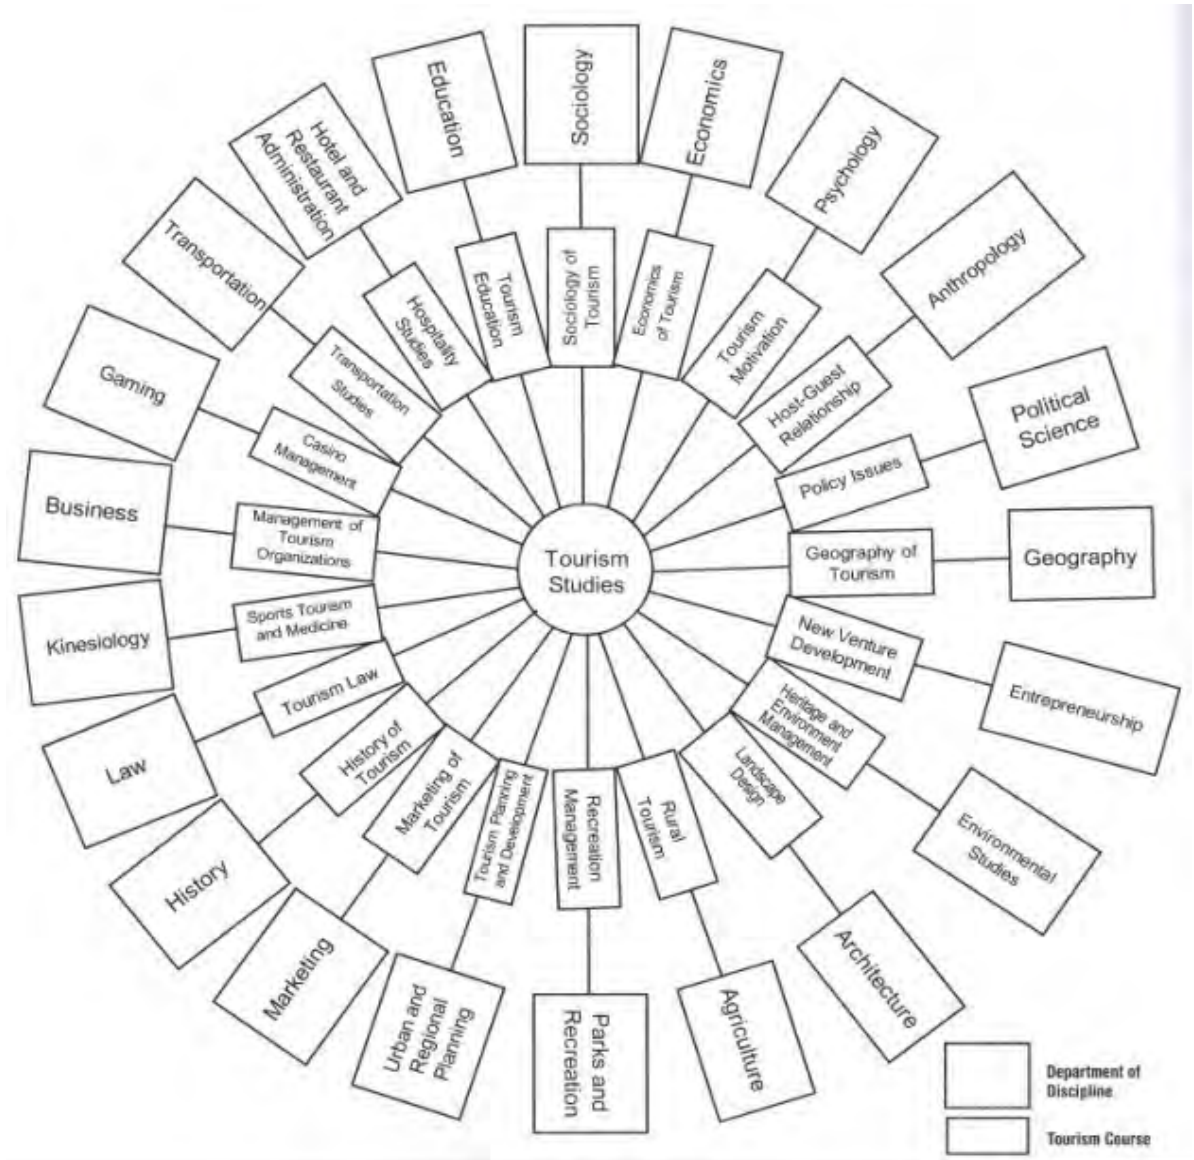 Sociology
Economics
Psychology
Anthropology
Political
Science
Geography
Entrepreneurship
Environmental
Studies
Architecture
Agriculture
Parks and
Recreation
Urban and
Regional
Planning
Marketing
History
Law
Kinesiology
Business
Gaming
Transportation
Hotel and
Restaurant
Administration
Education
Sociology of
Tourism
Economics
of Tourism
Tourism
Motivation
Host-Guest
Relationship
Policy Issues
Geography of
Tourism
New Venture
Development
Heritage and
Environment
Management
Landscape
Design
Rural
Tourism
Recreation
Management
Tourism Planning
and Development
Marketing of
Tourism
History of
Tourism
Tourism Law
Sports Tourism
and Medicine
Management of
Tourism
Organizations
Casino
Management
Transportation
Studies
Hospitality
Studies
Tourism
Education
Tourism
Studies
Department of
Discipline
Tourism Course